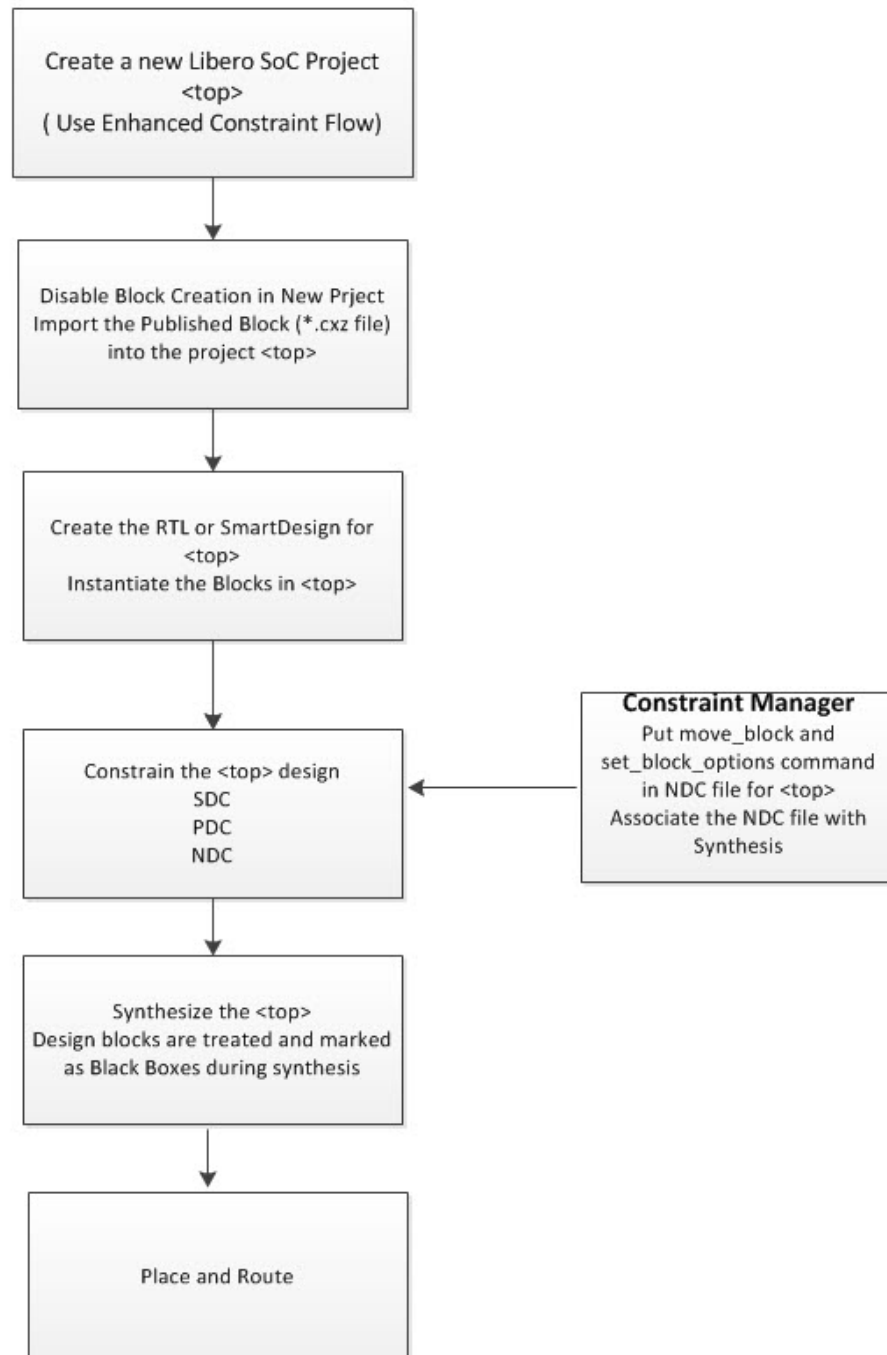 Create a new Libero SoC Project
<top>
( Use Enhanced Constraint Flow)
Disable Block Creation in New Prject
Import the Published Block (*.cxz file)
into the project <top>
Create the RTL or SmartDesign for
<top>
Instantiate the Blocks in <top>
Constrain the <top> design
SDC
PDC
NDC
Constraint Manager
Put move_block and
set_block_options command
in NDC file for <top>
Associate the NDC file with
Synthesis
Synthesize the <top>
Design blocks are treated and marked
as Black Boxes during synthesis
Place and Route